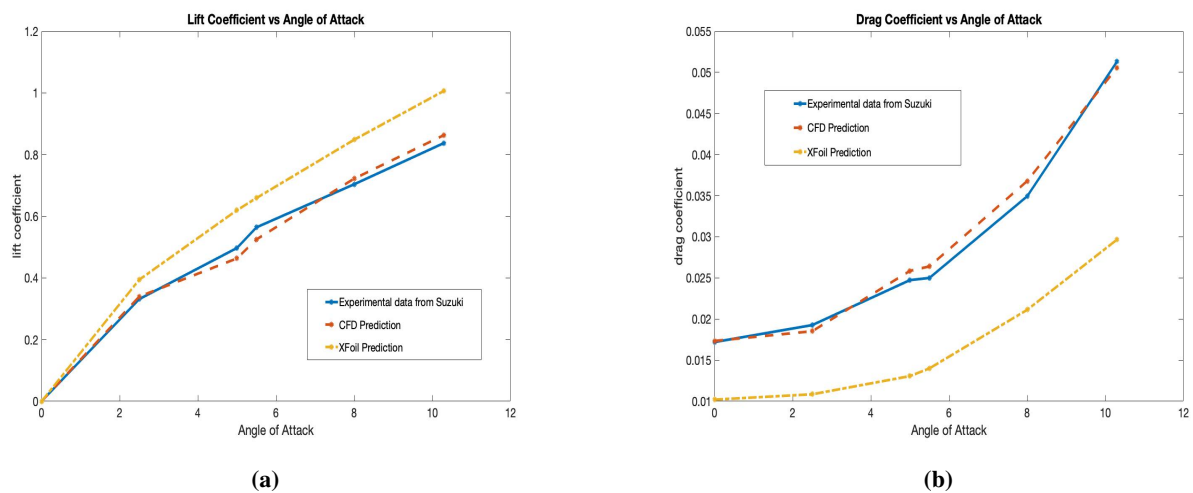 Lift Coefficient vs Angle of Attack
1.2
1
0.8
0.6
0.4
0.2
0
lift coefficient
Experimental data from Suzuki
CFD Prediction
XFoil Prediction
0 2 4 6 8 10 12
Angle of Attack
(a)
Drag Coefficient vs Angle of Attack
0.055
0.05
0.045
0.04
0.035
0.03
0.025
0.02
0.015
0.01
drag coefficient
Experimental data from Suzuki
CFD Prediction
XFoil Prediction
0 2 4 6 8 10 12
Angle of Attack
(b)